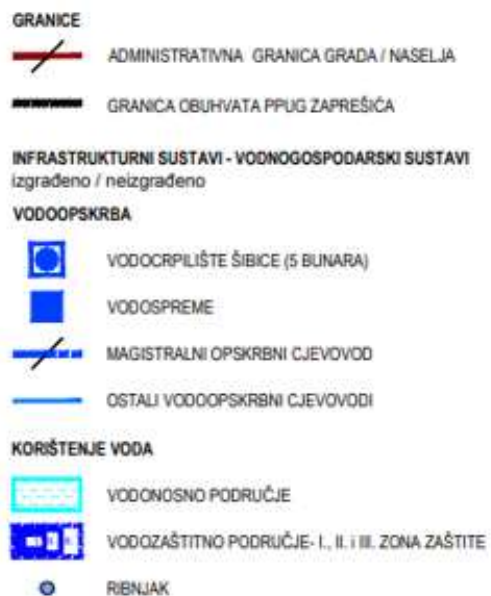 GRANICE
ADMINISTRATIVNA GRANICA GRADA / NASELJA
GRANICA OBUHVATA PPUG ZAPREŠIĆA
INFRASTRUKTURNI SUSTAVI - VODNOGOSPODARSKI SUSTAVI
izgrađeno / neizgrađeno
VODOOPSKRBA
VODOCRPILIŠTE ŠIBICE (5 BUNARA)
VODOSPREME
MAGISTRALNI OPSKRBNI CJEVOVOD
OSTALI VODOOPSKRBNI CJEVOVODI
KORIŠTENJE VODA
VODONOSNO PODRUČJE
VODOZAŠTITNO PODRUČJE- I., II. i III. ZONA ZAŠTITE
RIBNJAK